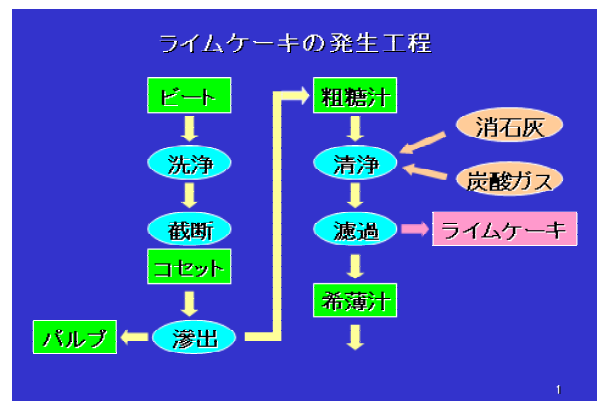 ライムケーキの発生工程
ビート
洗浄
截断
コセット
滲出
パルプ
粗糖汁
清浄
消石灰
炭酸ガス
濾過
ライムケーキ
希薄汁
1